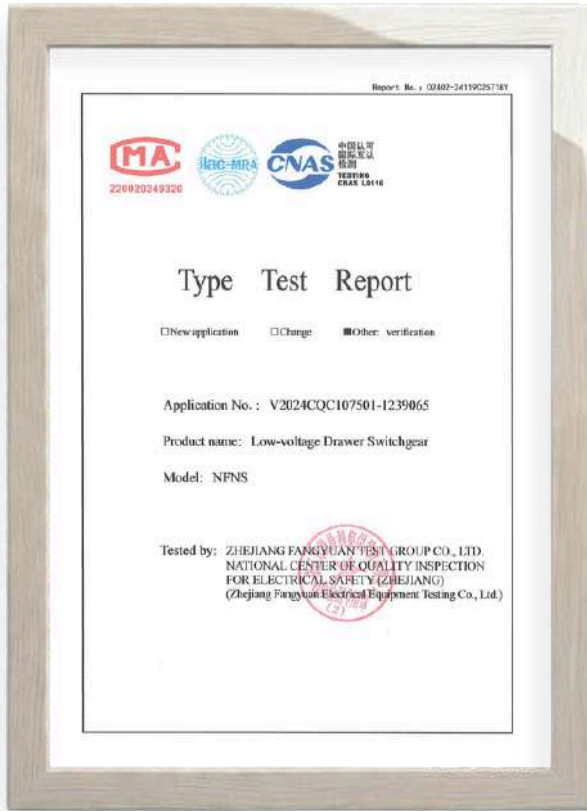 Report No.: 02402-24119C25718Y
MA
220020349320
ilac-MRA
CNAS
中国认可
国际互认
检测
TESTING
CNAS L0116
Type Test Report
□New application □Change ■Other: verification
Application No.: V2024CQC107501-1239065
Product name: Low-voltage Drawer Switchgear
Model: NFNS
Tested by: ZHEJIANG FANGYUAN TEST GROUP CO., LTD.
NATIONAL CENTER OF QUALITY INSPECTION
FOR ELECTRICAL SAFETY (ZHEJIANG)
(Zhejiang Fangyuan Electrical Equipment Testing Co., Ltd.)
(2)